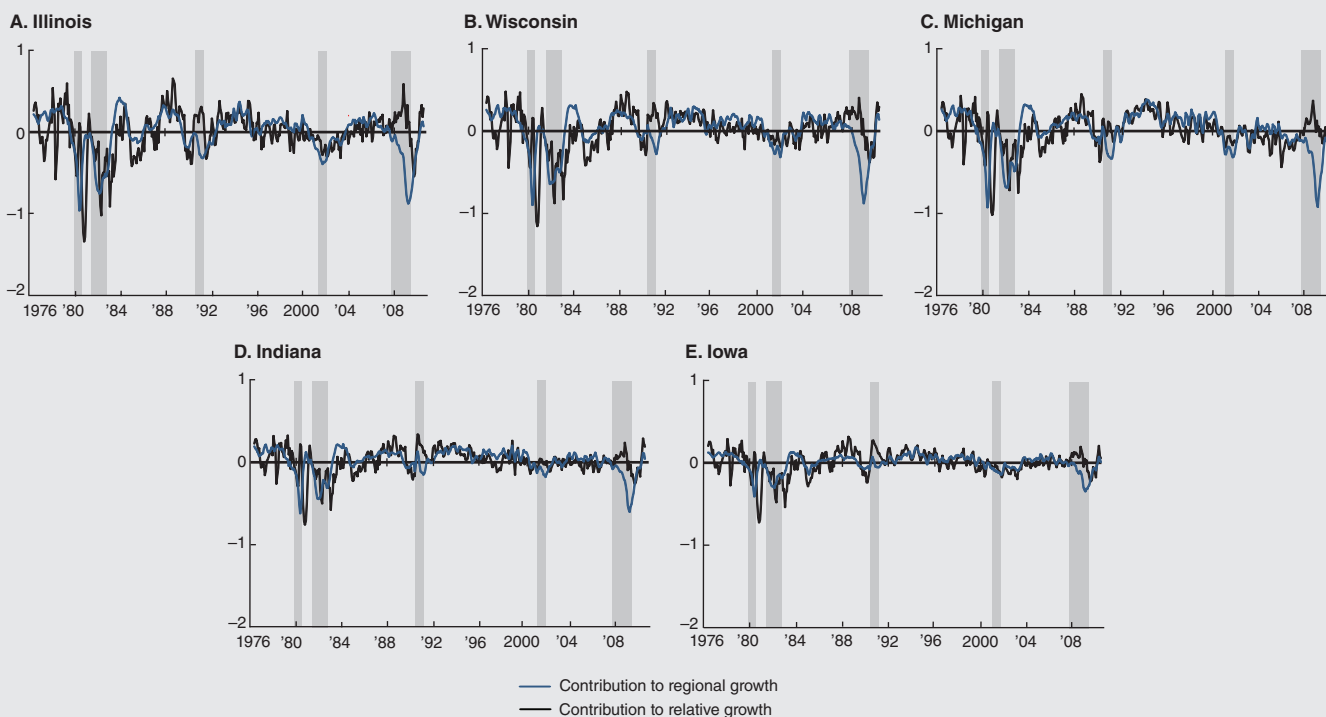 A. Illinois
1
0
–1
–2
1976 '80 '84 '88 '92 '96 2000 '04 '08
B. Wisconsin
1
0
–1
–2
1976 '80 '84 '88 '92 '96 2000 '04 '08
C. Michigan
1
0
–1
–2
1976 '80 '84 '88 '92 '96 2000 '04 '08
D. Indiana
1
0
–1
–2
1976 '80 '84 '88 '92 '96 2000 '04 '08
E. Iowa
1
0
–1
–2
1976 '80 '84 '88 '92 '96 2000 '04 '08
Contribution to regional growth
Contribution to relative growth